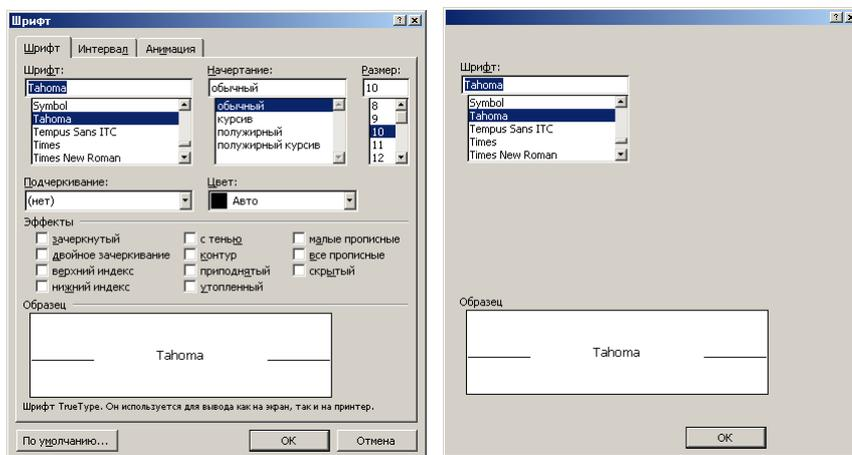 Шрифт
Шрифт Интервал Анимация
Шрифт: Начертание: Размер:
Tahoma обычный 10
Symbol обычный 8
Tahoma курсив 9
Tempus Sans ITC полужирный 10
Times полужирный курсив 11
Times New Roman 12
Подчеркивание: Цвет:
(нет) Авто
Эффекты
зачеркнутый с тенью малые прописные
двойное зачеркивание контур все прописные
верхний индекс приподнятый скрытый
нижний индекс утопленный
Образец
Tahoma
Шрифт TrueType. Он используется для вывода как на экран, так и на принтер.
По умолчанию... ОК Отмена
Шрифт:
Tahoma
Symbol
Tahoma
Tempus Sans ITC
Times
Times New Roman
Образец
Tahoma
ОК